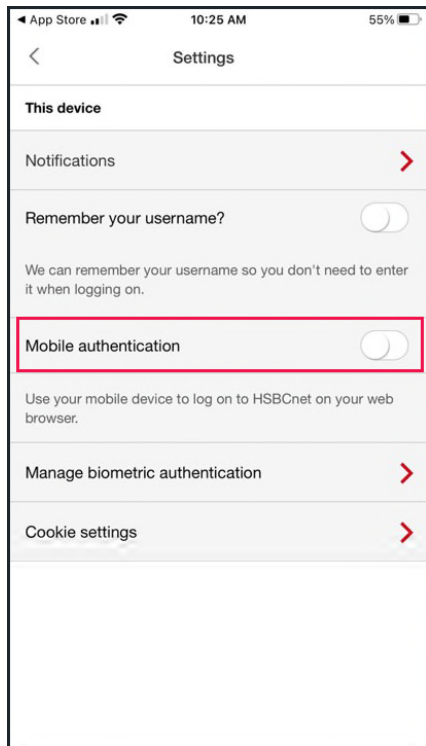 App Store 10:25 AM 55%
Settings
This device
Notifications
Remember your username?
We can remember your username so you don't need to enter
it when logging on.
Mobile authentication
Use your mobile device to log on to HSBCnet on your web
browser.
Manage biometric authentication
Cookie settings